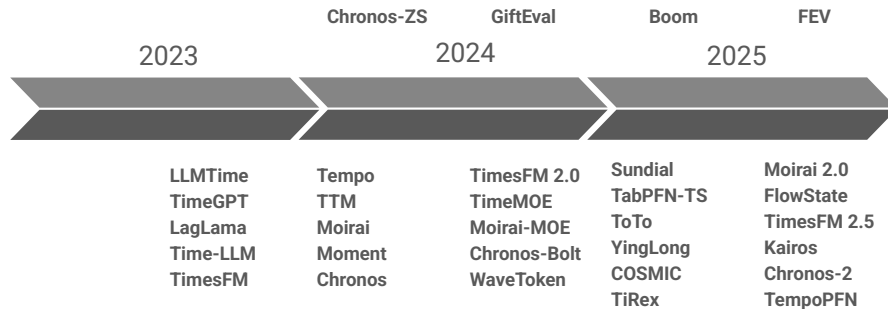 Chronos-ZS GiftEval Boom FEV
2023 2024 2025
LLMTime
TimeGPT
LagLama
Time-LLM
TimesFM
Tempo
TTM
Moirai
Moment
Chronos
TimesFM 2.0
TimeMOE
Moirai-MOE
Chronos-Bolt
WaveToken
Sundial
TabPFN-TS
ToTo
YingLong
COSMIC
TiRex
Moirai 2.0
FlowState
TimesFM 2.5
Kairos
Chronos-2
TempoPFN